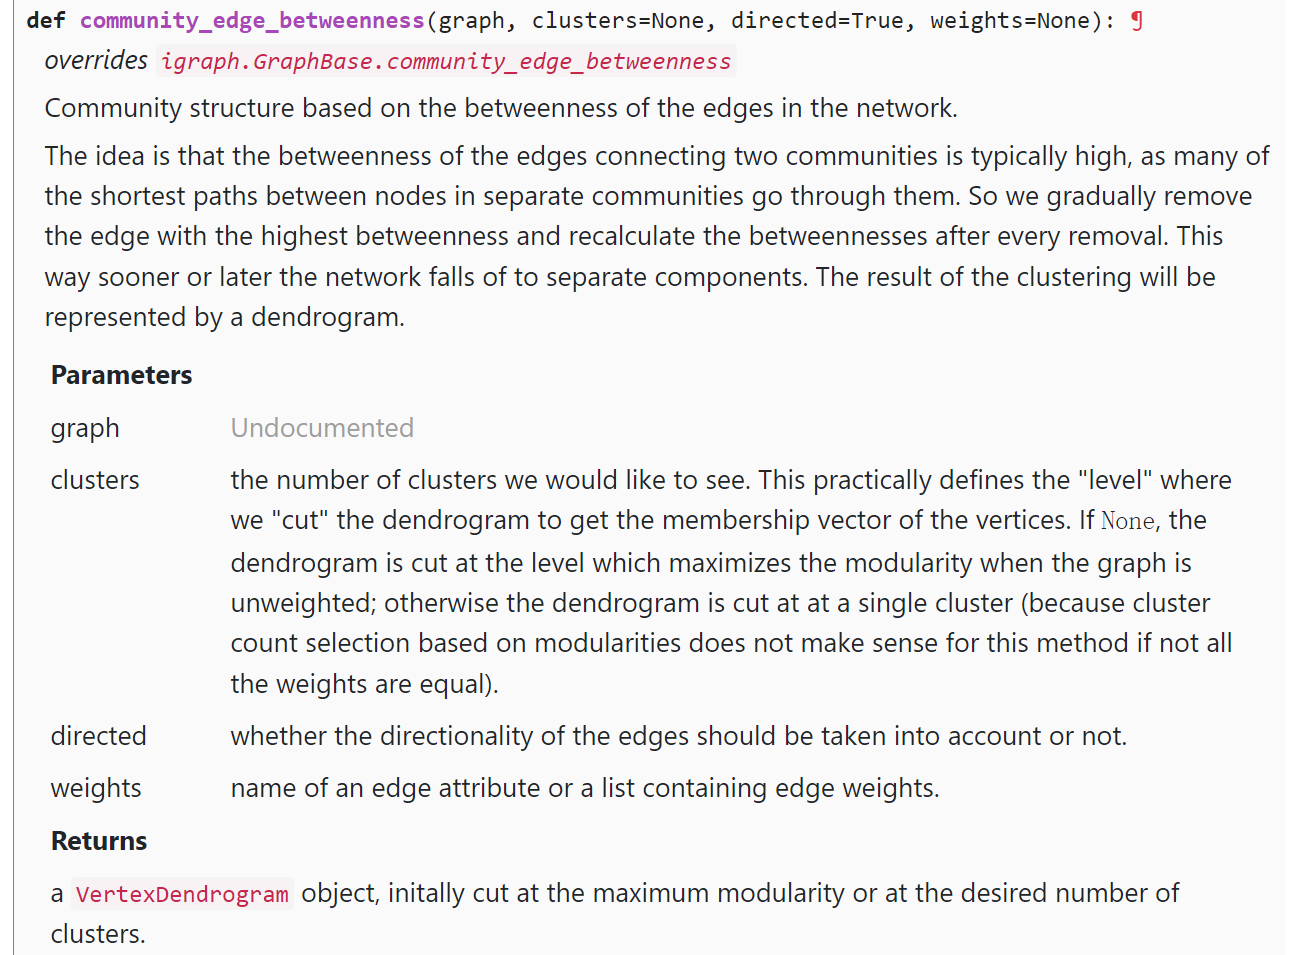 def community_edge_betweenness(graph, clusters=None, directed=True, weights=None): ¶
overrides igraph.GraphBase.community_edge_betweenness
Community structure based on the betweenness of the edges in the network.
The idea is that the betweenness of the edges connecting two communities is typically high, as many of
the shortest paths between nodes in separate communities go through them. So we gradually remove
the edge with the highest betweenness and recalculate the betweennesses after every removal. This
way sooner or later the network falls of to separate components. The result of the clustering will be
represented by a dendrogram.
Parameters
graph Undocumented
clusters the number of clusters we would like to see. This practically defines the "level" where
we "cut" the dendrogram to get the membership vector of the vertices. If None, the
dendrogram is cut at the level which maximizes the modularity when the graph is
unweighted; otherwise the dendrogram is cut at at a single cluster (because cluster
count selection based on modularities does not make sense for this method if not all
the weights are equal).
directed whether the directionality of the edges should be taken into account or not.
weights name of an edge attribute or a list containing edge weights.
Returns
a VertexDendrogram object, initally cut at the maximum modularity or at the desired number of
clusters.